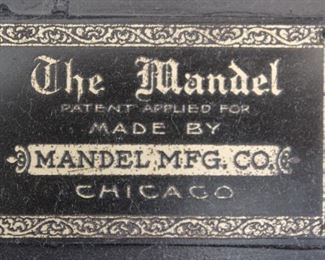 The Mandel
PATENT APPLIED FOR
MADE BY
MANDEL MFG. CO.
CHICAGO